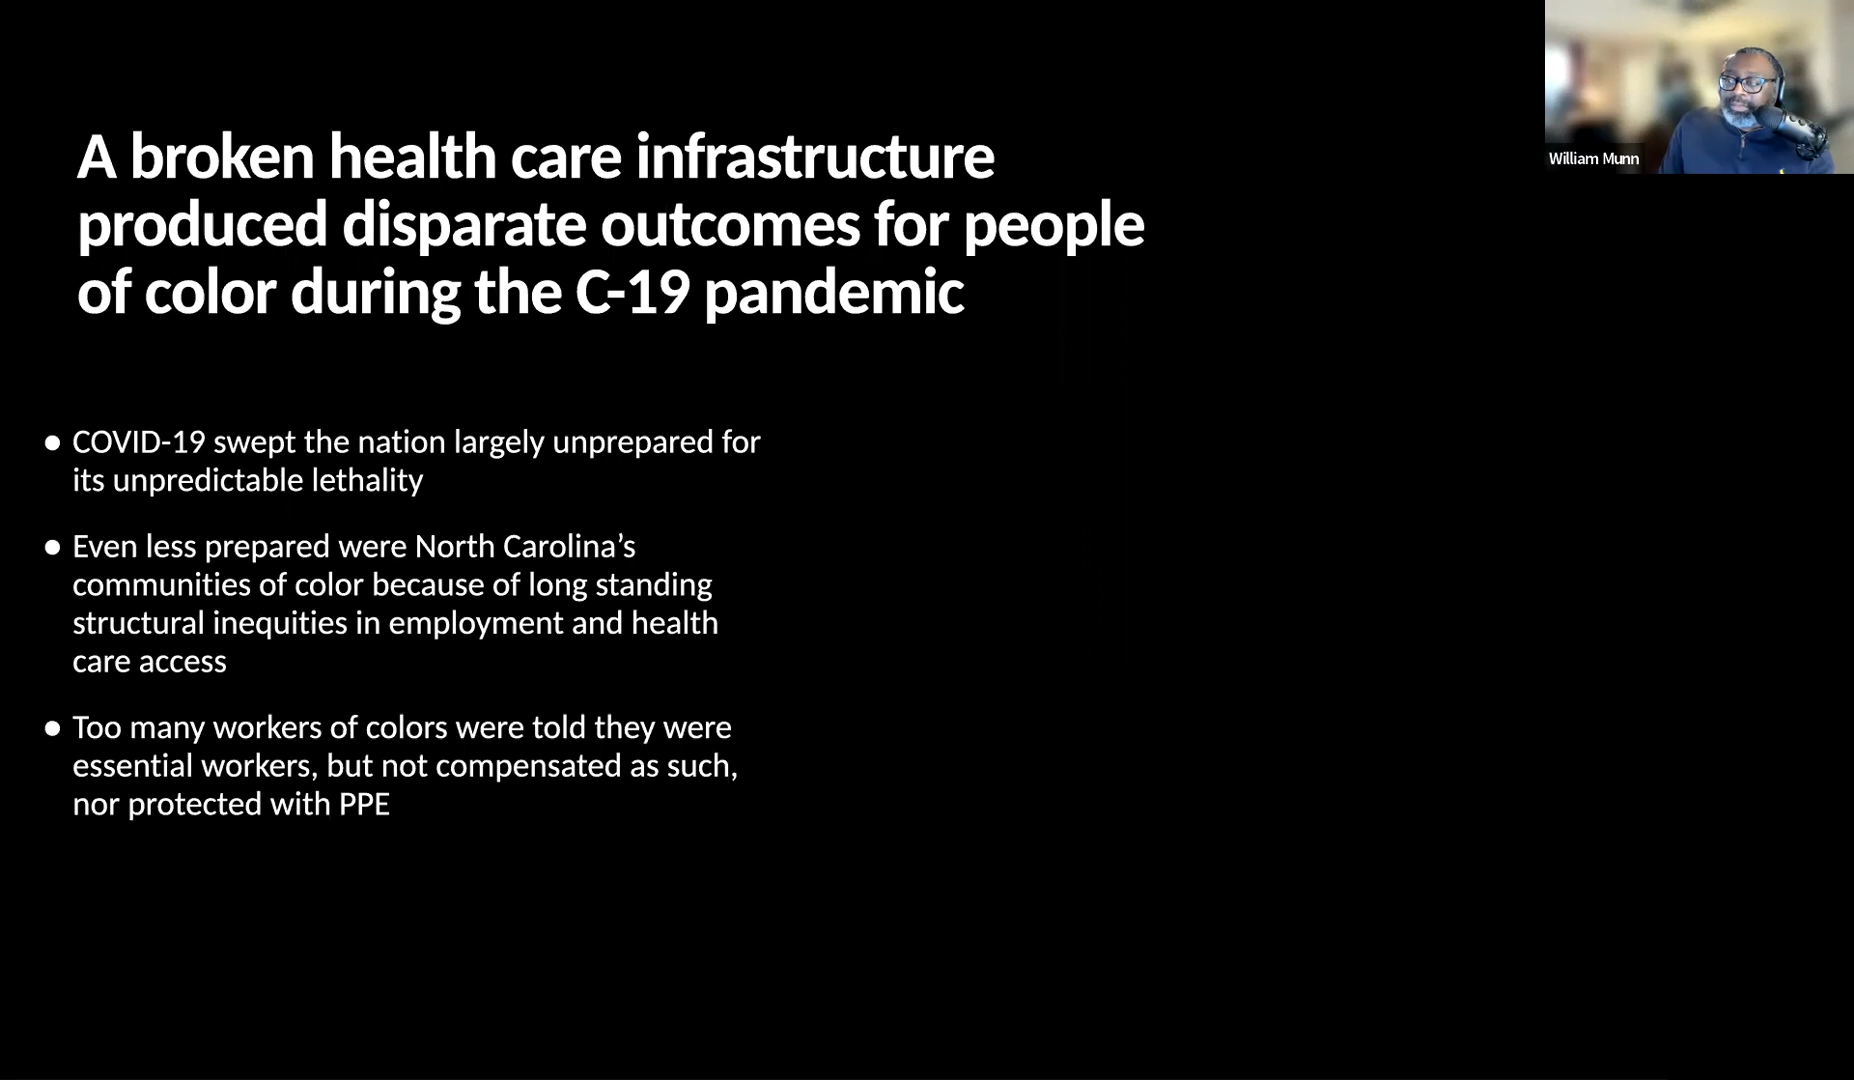 A broken health care infrastructure
produced disparate outcomes for people
of color during the C-19 pandemic
William Munn
● COVID-19 swept the nation largely unprepared for
its unpredictable lethality
● Even less prepared were North Carolina’s
communities of color because of long standing
structural inequities in employment and health
care access
● Too many workers of colors were told they were
essential workers, but not compensated as such,
nor protected with PPE